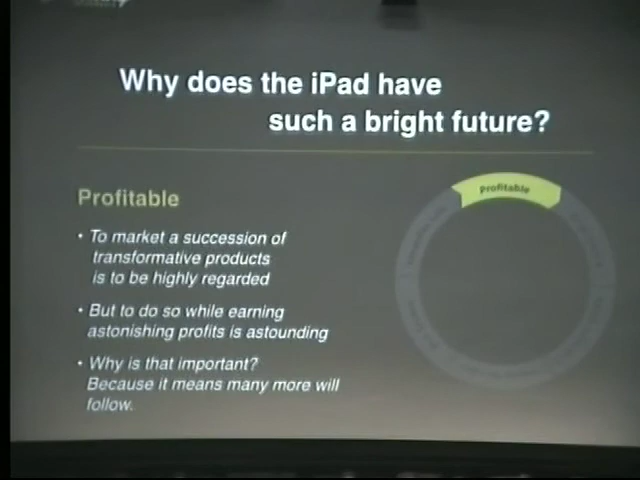 Why does the iPad have
such a bright future?
Profitable
• To market a succession of
transformative products
is to be highly regarded
• But to do so while earning
astonishing profits is astounding
• Why is that important?
Because it means many more will
follow.
Profitable